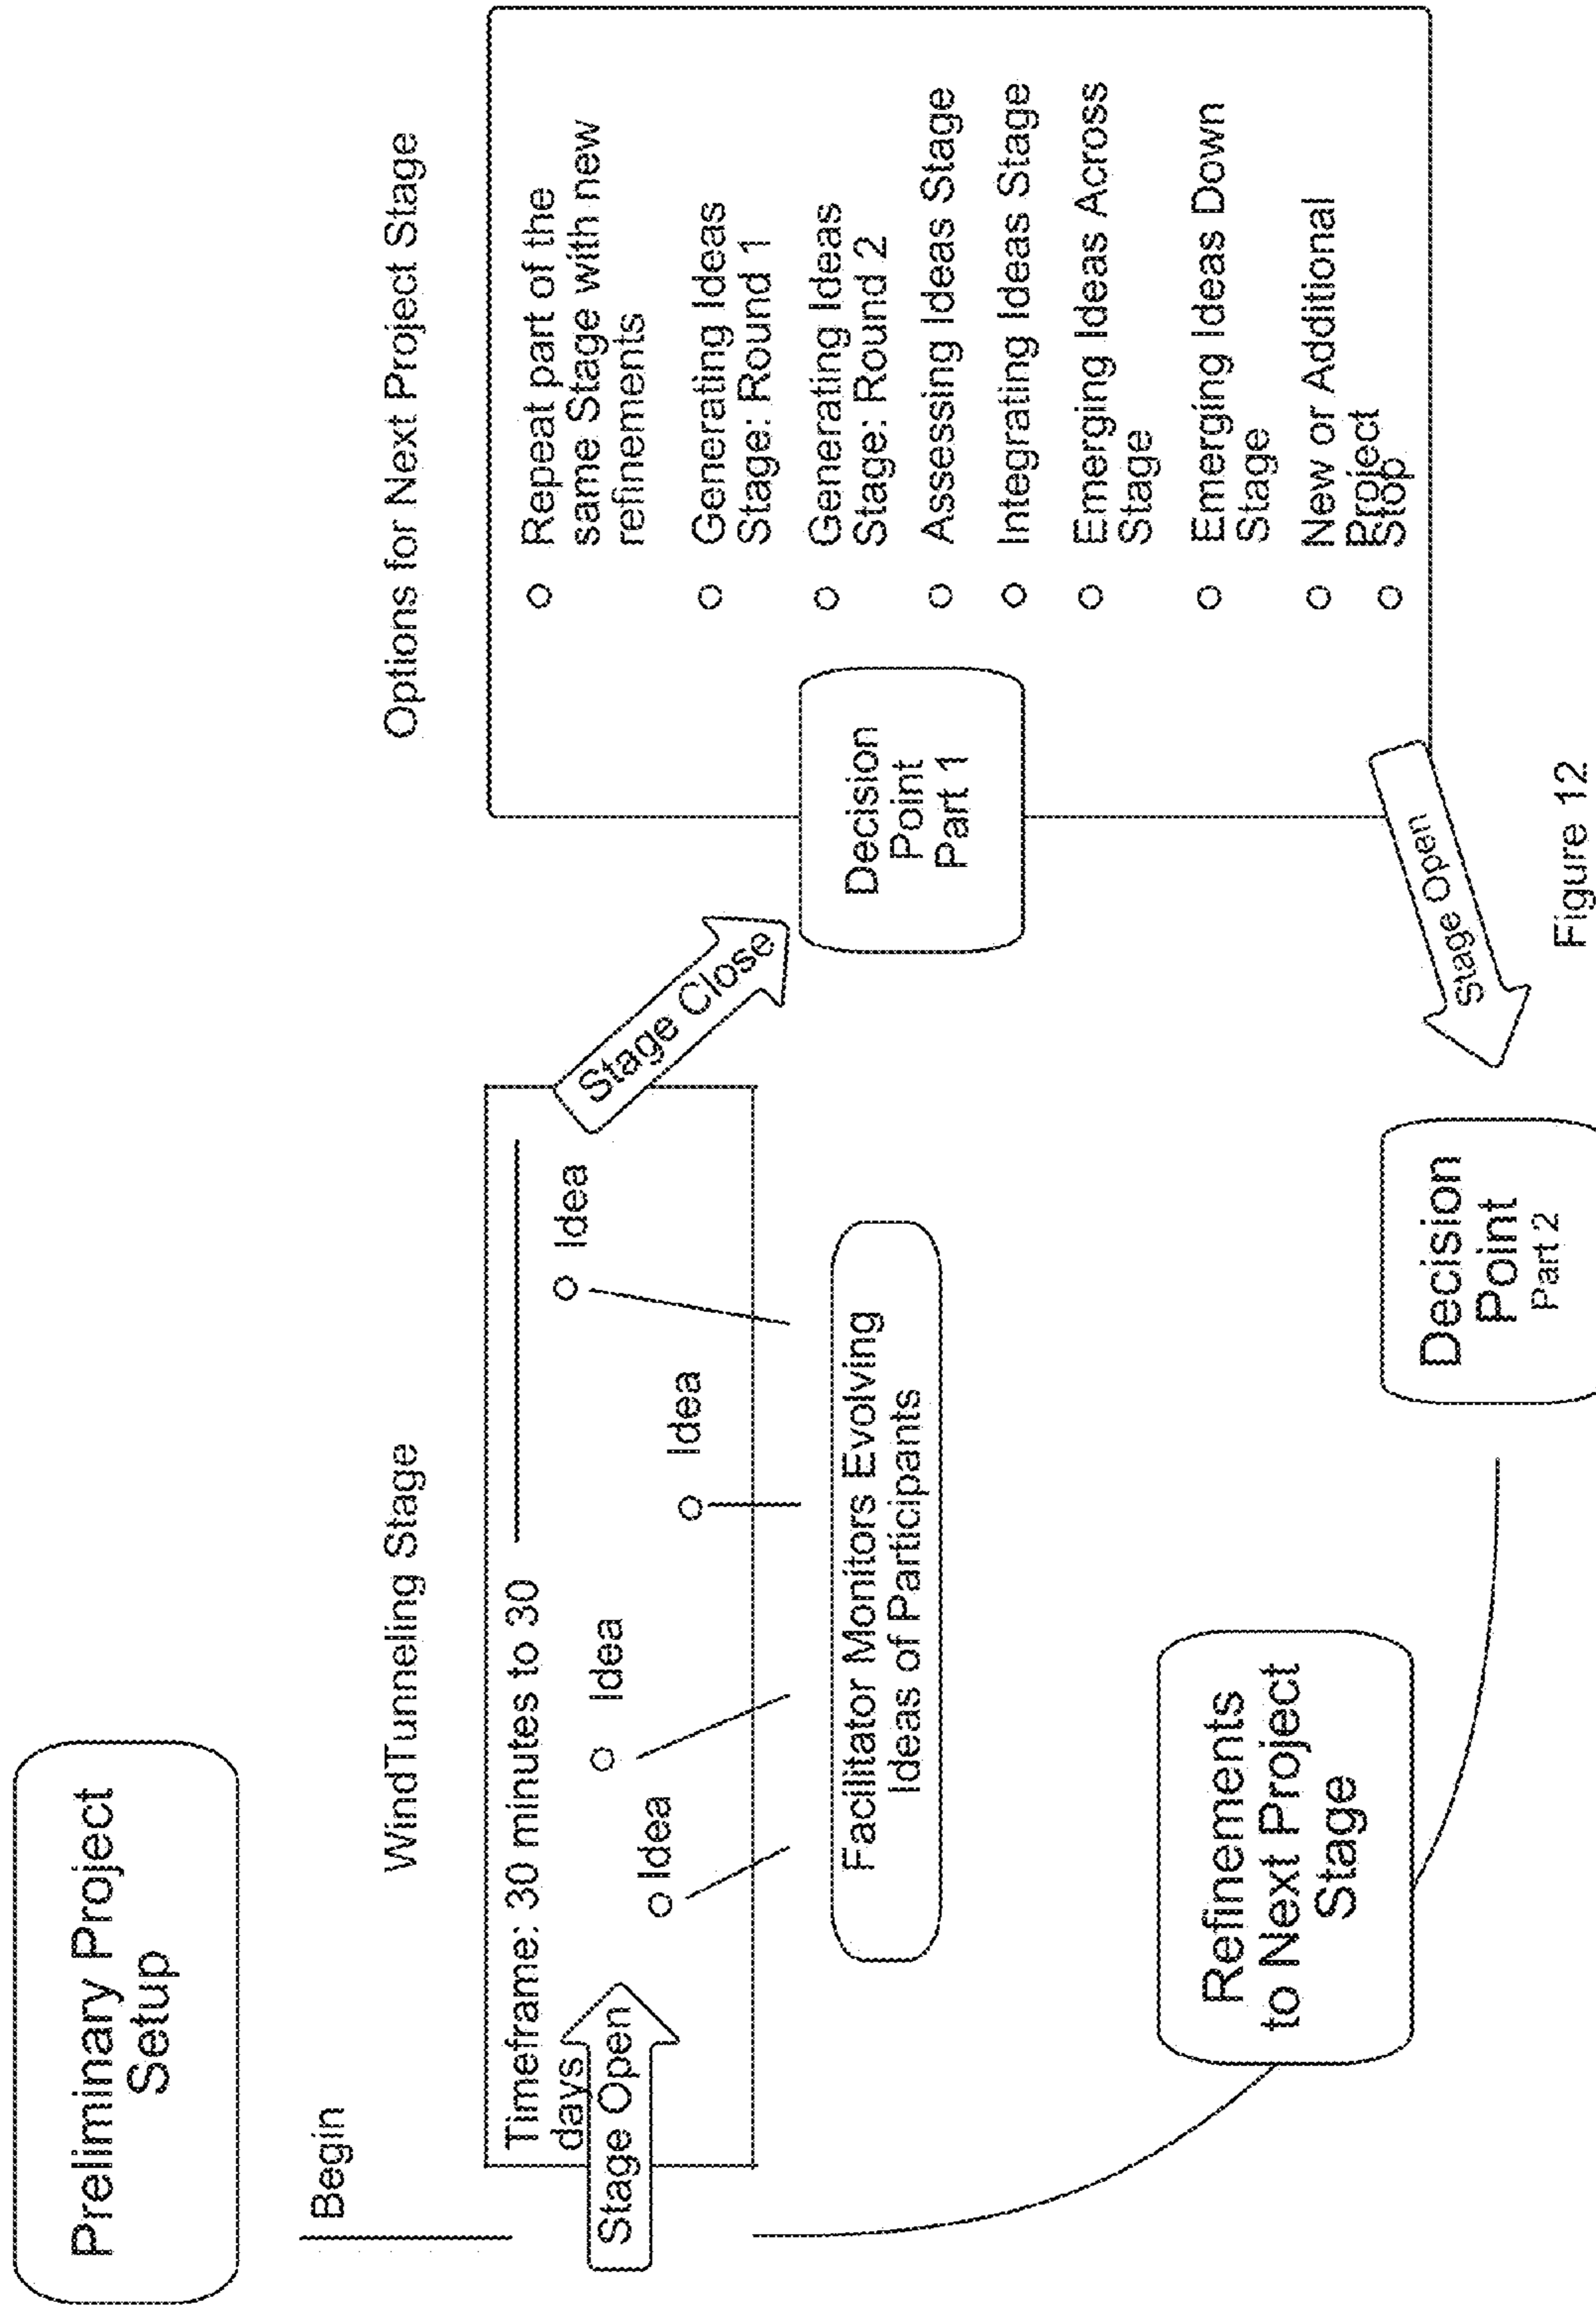 Preliminary Project
Setup
Begin
WindTunneling Stage
Timeframe: 30 minutes to 30
days
Stage Open
Idea
Idea
Idea
Idea
Stage Close
Facilitator Monitors Evolving
Ideas of Participants
Options for Next Project Stage
Decision
Point
Part 1
Repeat part of the
same Stage with new
refinements
Generating Ideas
Stage: Round 1
Generating Ideas
Stage: Round 2
Assessing Ideas Stage
Integrating Ideas Stage
Emerging Ideas Across
Stage
Emerging Ideas Down
Stage
New or Additional
Project
Stop
Stage Open
Decision
Point
Part 2
Refinements
to Next Project
Stage
Figure 12